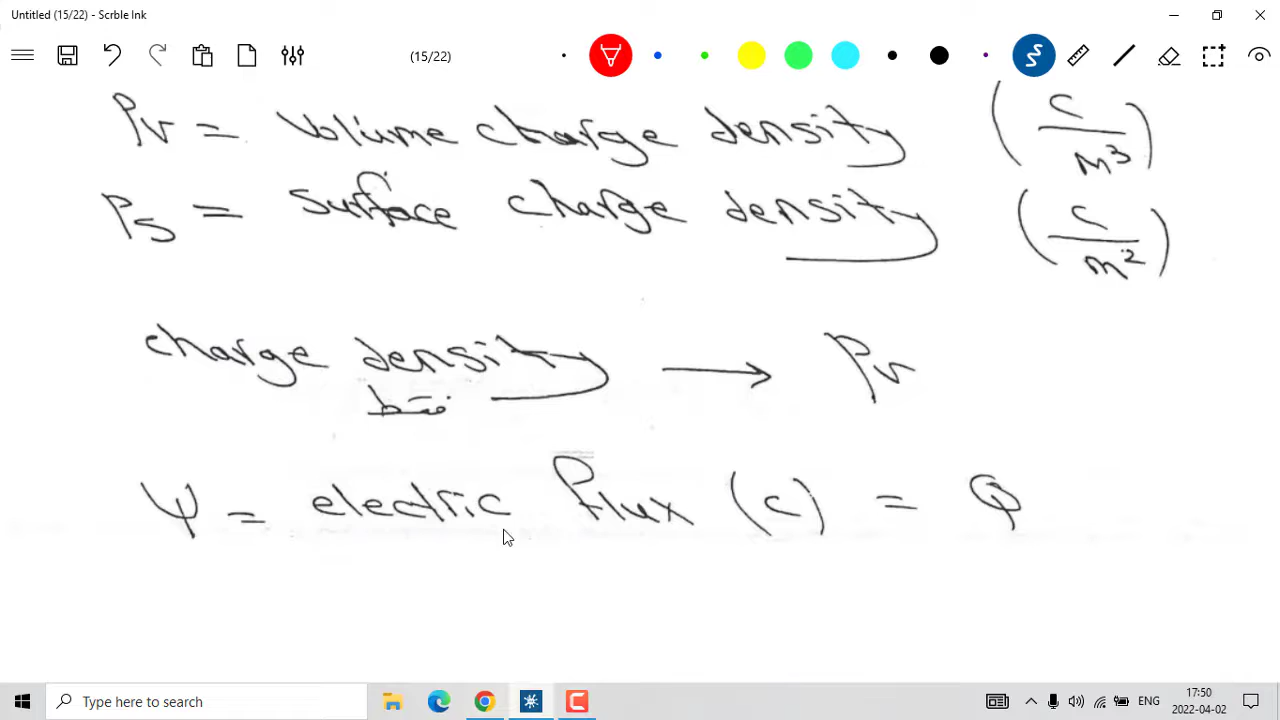 Untitled (15/22) - Scrble Ink
(15/22)
ρv = volume charge density (c/m³)
ρs = surface charge density (c/m²)
charge density → ρv
فقط
ψ = electric flux (c) = Q
Type here to search
ENG
17:50
2022-04-02